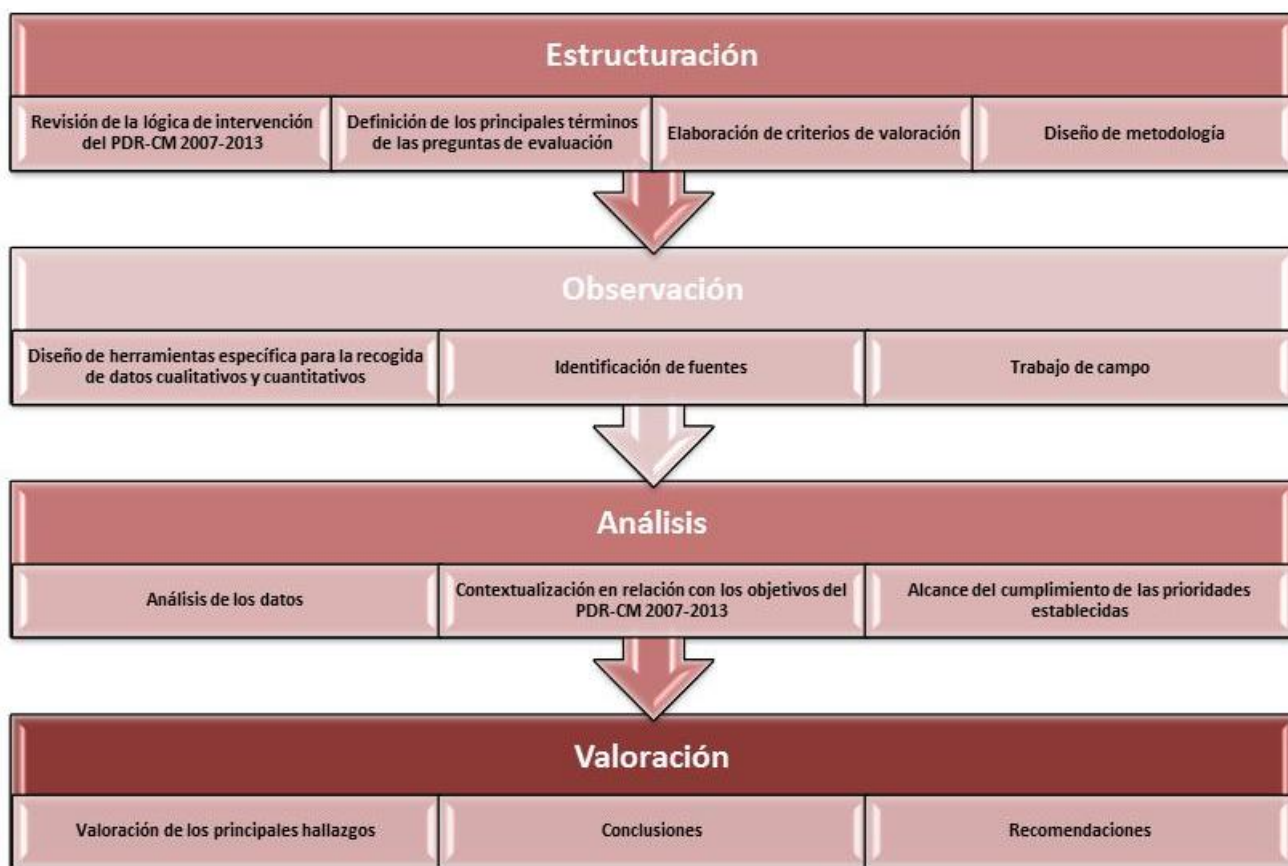 Estructuración
Revisión de la lógica de intervención
del PDR-CM 2007-2013
Definición de los principales términos
de las preguntas de evaluación
Elaboración de criterios de valoración
Diseño de metodología
Observación
Diseño de herramientas específica para la recogida
de datos cualitativos y cuantitativos
Identificación de fuentes
Trabajo de campo
Análisis
Análisis de los datos
Contextualización en relación con los objetivos del
PDR-CM 2007-2013
Alcance del cumplimiento de las prioridades
establecidas
Valoración
Valoración de los principales hallazgos
Conclusiones
Recomendaciones